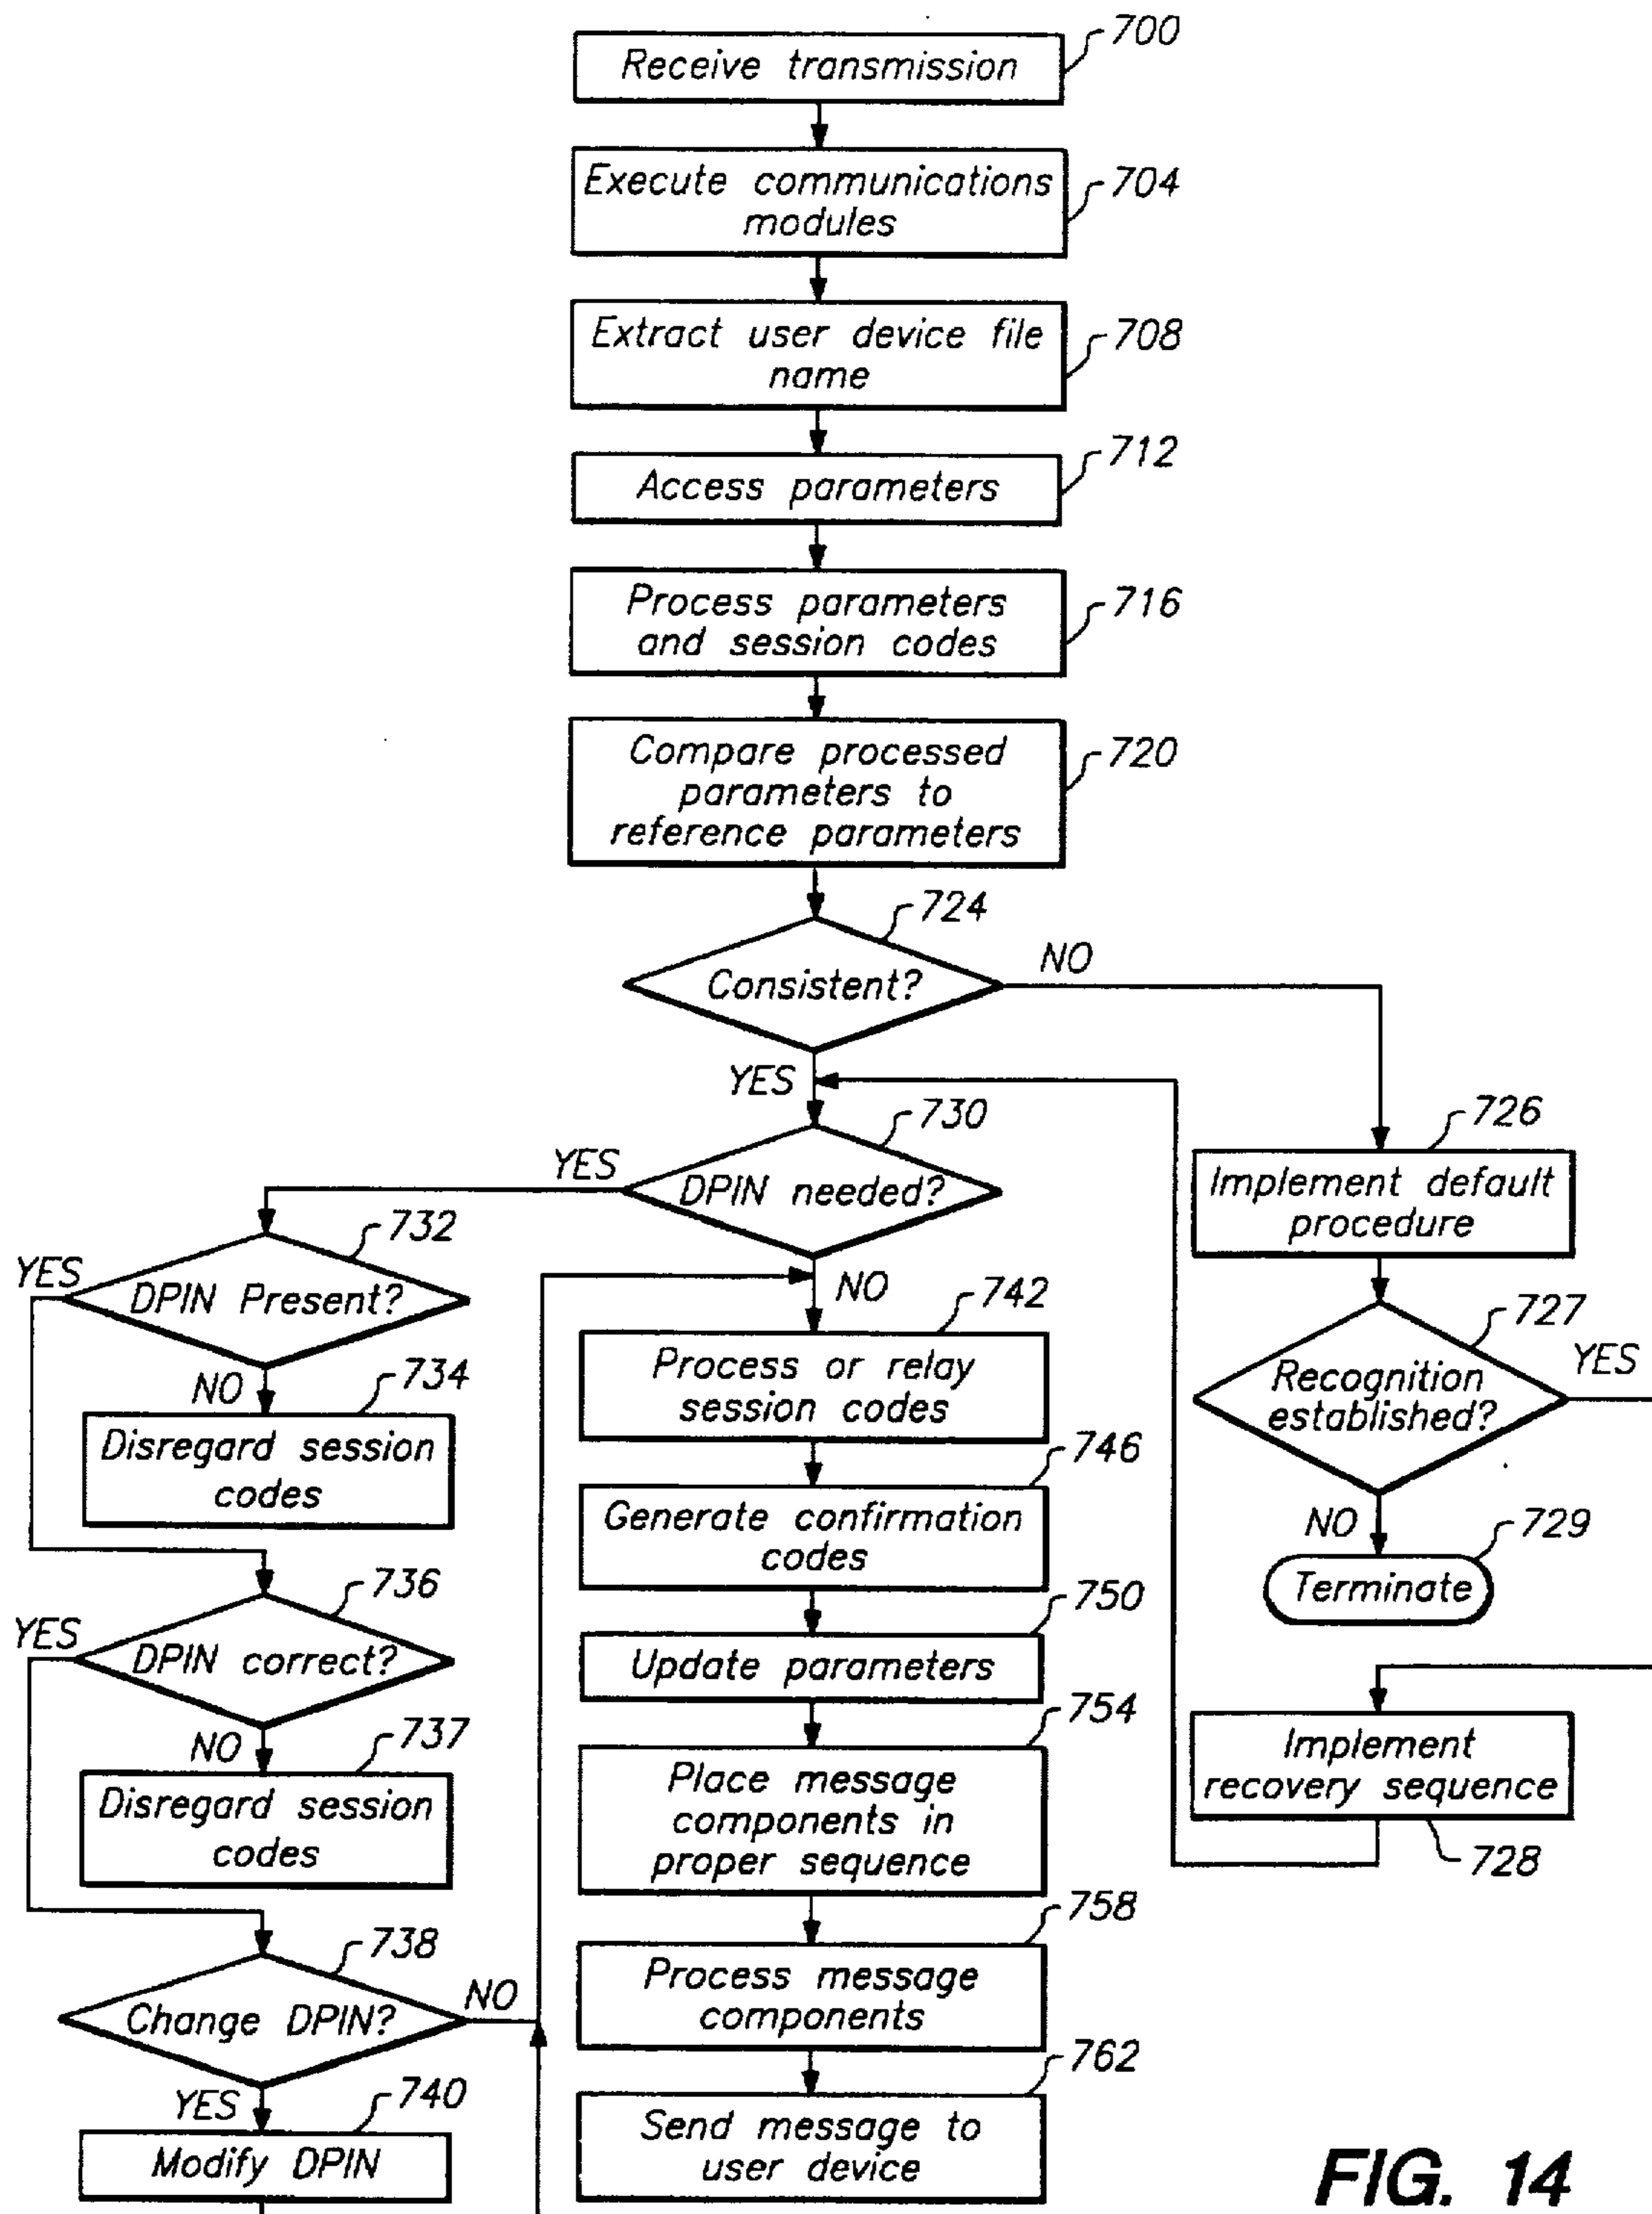 Receive transmission
700
Execute communications
modules
704
Extract user device file
name
708
Access parameters
712
Process parameters
and session codes
716
Compare processed
parameters to
reference parameters
720
Consistent?
724
NO
YES
DPIN needed?
730
YES
NO
Implement default
procedure
726
Recognition
established?
727
YES
NO
Terminate
729
Implement
recovery sequence
728
DPIN Present?
732
YES
NO
Disregard session
codes
734
DPIN correct?
736
YES
NO
Disregard session
codes
737
Change DPIN?
738
NO
YES
Modify DPIN
740
Process or relay
session codes
742
Generate confirmation
codes
746
Update parameters
750
Place message
components in
proper sequence
754
Process message
components
758
Send message to
user device
762
FIG. 14